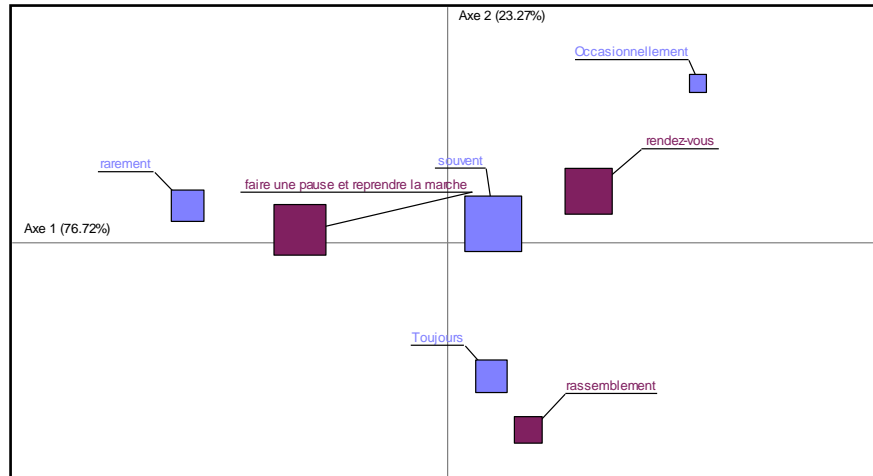 Axe 2 (23.27%)
Occasionnellement
rendez-vous
rarement
souvent
faire une pause et reprendre la marche
Axe 1 (76.72%)
Toujours
rassemblement